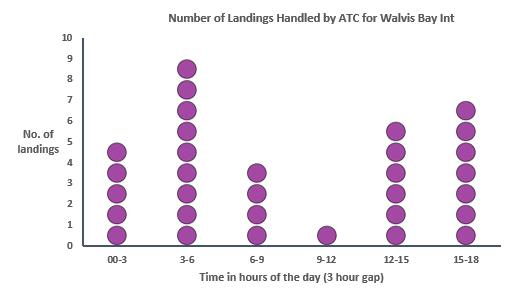 Number of Landings Handled by ATC for Walvis Bay Int
10
9
8
7
6
5
4
3
2
1
0
No. of
landings
00-3 3-6 6-9 9-12 12-15 15-18
Time in hours of the day (3 hour gap)